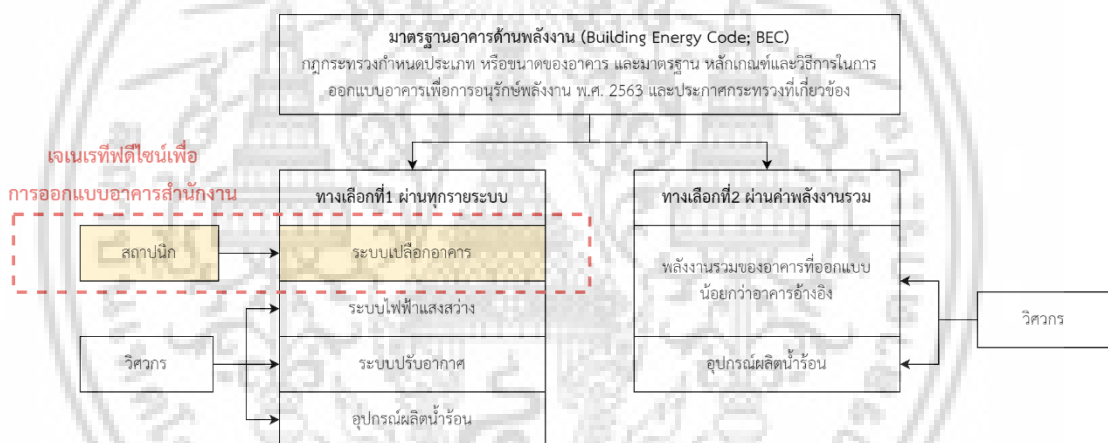 มาตรฐานอาคารด้านพลังงาน (Building Energy Code; BEC)
กฎกระทรวงกำหนดประเภท หรือขนาดของอาคาร และมาตรฐาน หลักเกณฑ์และวิธีการในการ
ออกแบบอาคารเพื่อการอนุรักษ์พลังงาน พ.ศ. 2563 และประกาศกระทรวงที่เกี่ยวข้อง
เจเนเรทีฟดีไซน์เพื่อ
การออกแบบอาคารสำนักงาน
ทางเลือกที่1 ผ่านทุกรายระบบ
สถาปนิก
ระบบเปลือกอาคาร
ระบบไฟฟ้าแสงสว่าง
วิศวกร
ระบบปรับอากาศ
อุปกรณ์ผลิตน้ำร้อน
ทางเลือกที่2 ผ่านค่าพลังงานรวม
พลังงานรวมของอาคารที่ออกแบบ
น้อยกว่าอาคารอ้างอิง
อุปกรณ์ผลิตน้ำร้อน
วิศวกร